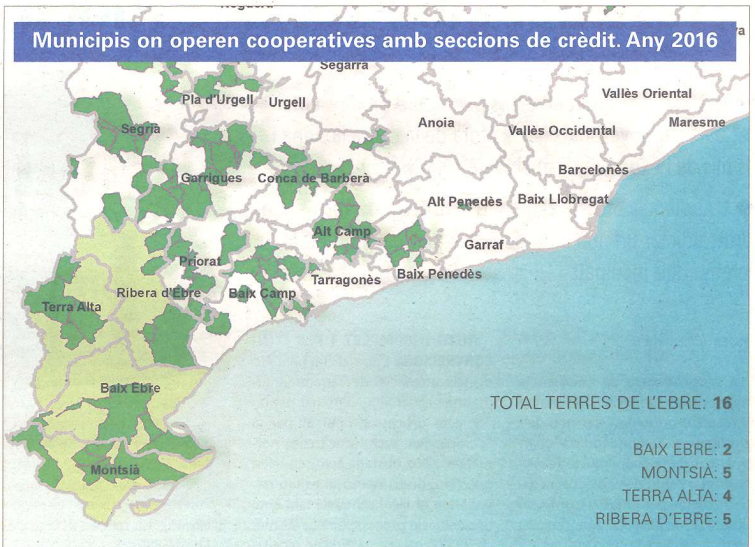 Noguera
Vallès Oriental
Municipis on operen cooperatives amb seccions de crèdit. Any 2016
Segarra
Pla d'Urgell
Urgell
Vallès Oriental
Segrià
Anoia
Vallès Occidental
Maresme
Garrigues
Conca de Barberà
Barcelonès
Alt Penedès
Baix Llobregat
Alt Camp
Garraf
Priorat
Baix Penedès
Tarragonès
Ribera d'Ebre
Baix Camp
Terra Alta
Baix Ebre
TOTAL TERRES DE L'EBRE: 16
BAIX EBRE: 2
MONTSIÀ: 5
TERRA ALTA: 4
RIBERA D'EBRE: 5
Montsià